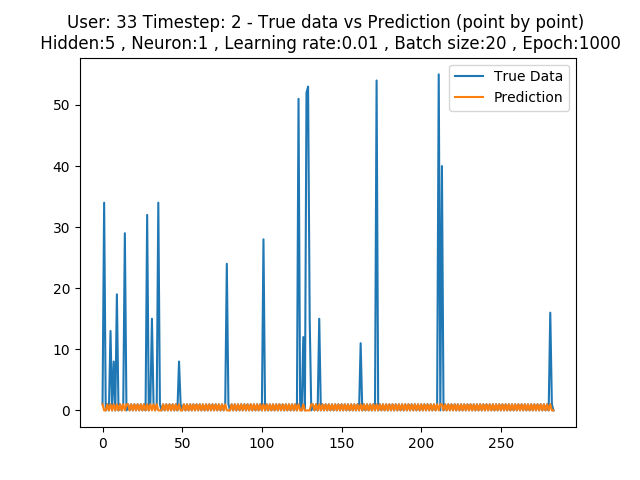 User: 33 Timestep: 2 - True data vs Prediction (point by point)
Hidden:5 , Neuron:1 , Learning rate:0.01 , Batch size:20 , Epoch:1000
True Data
Prediction
50
40
30
20
10
0
0 50 100 150 200 250